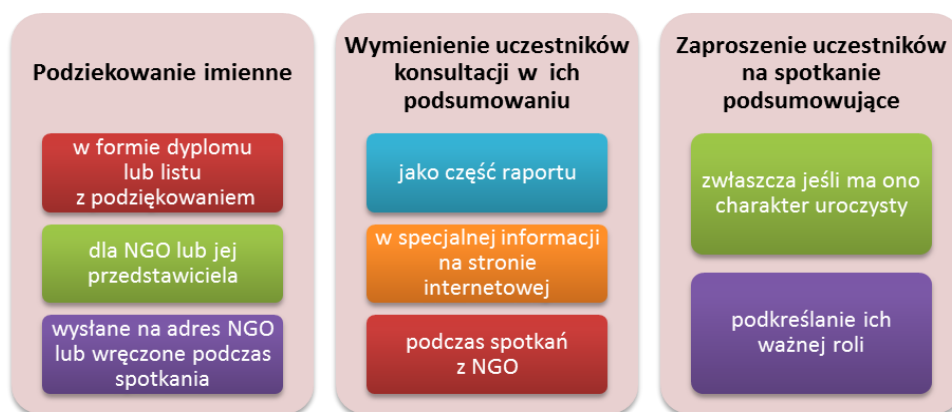 Podziekowanie imienne
w formie dyplomu
lub listu
z podziękowaniem
dla NGO lub jej
przedstawiciela
wysłane na adres NGO
lub wręczone podczas
spotkania
Wymienienie uczestników
konsultacji w ich
podsumowaniu
jako część raportu
w specjalnej informacji
na stronie
internetowej
podczas spotkań
z NGO
Zaproszenie uczestników
na spotkanie
podsumowujące
zwłaszcza jeśli ma ono
charakter uroczysty
podkreślanie ich
ważnej roli